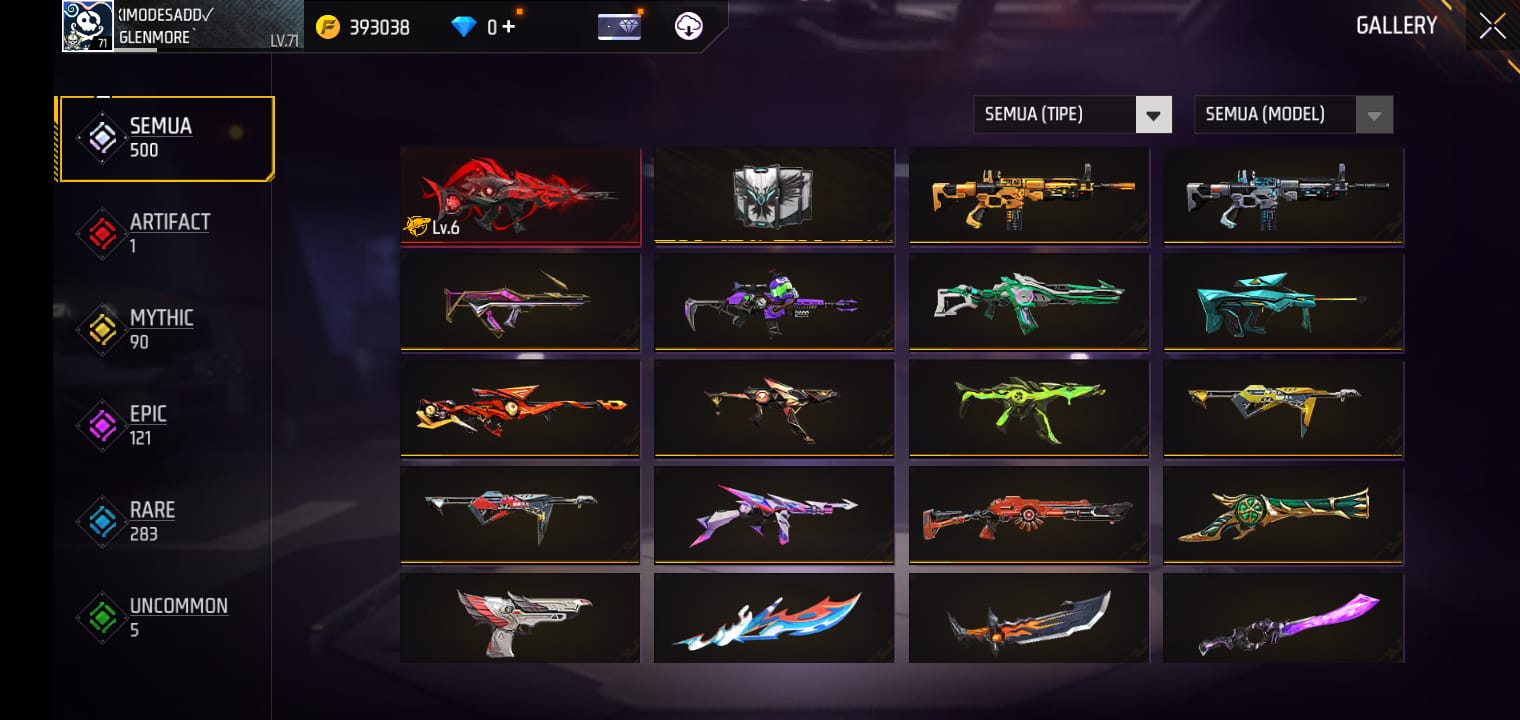 KIMODESADD✓
GLENMORE`
LV.71
71
393038
0 +
GALLERY
SEMUA
500
ARTIFACT
1
MYTHIC
90
EPIC
121
RARE
283
UNCOMMON
5
SEMUA (TIPE)
SEMUA (MODEL)
Lv.6